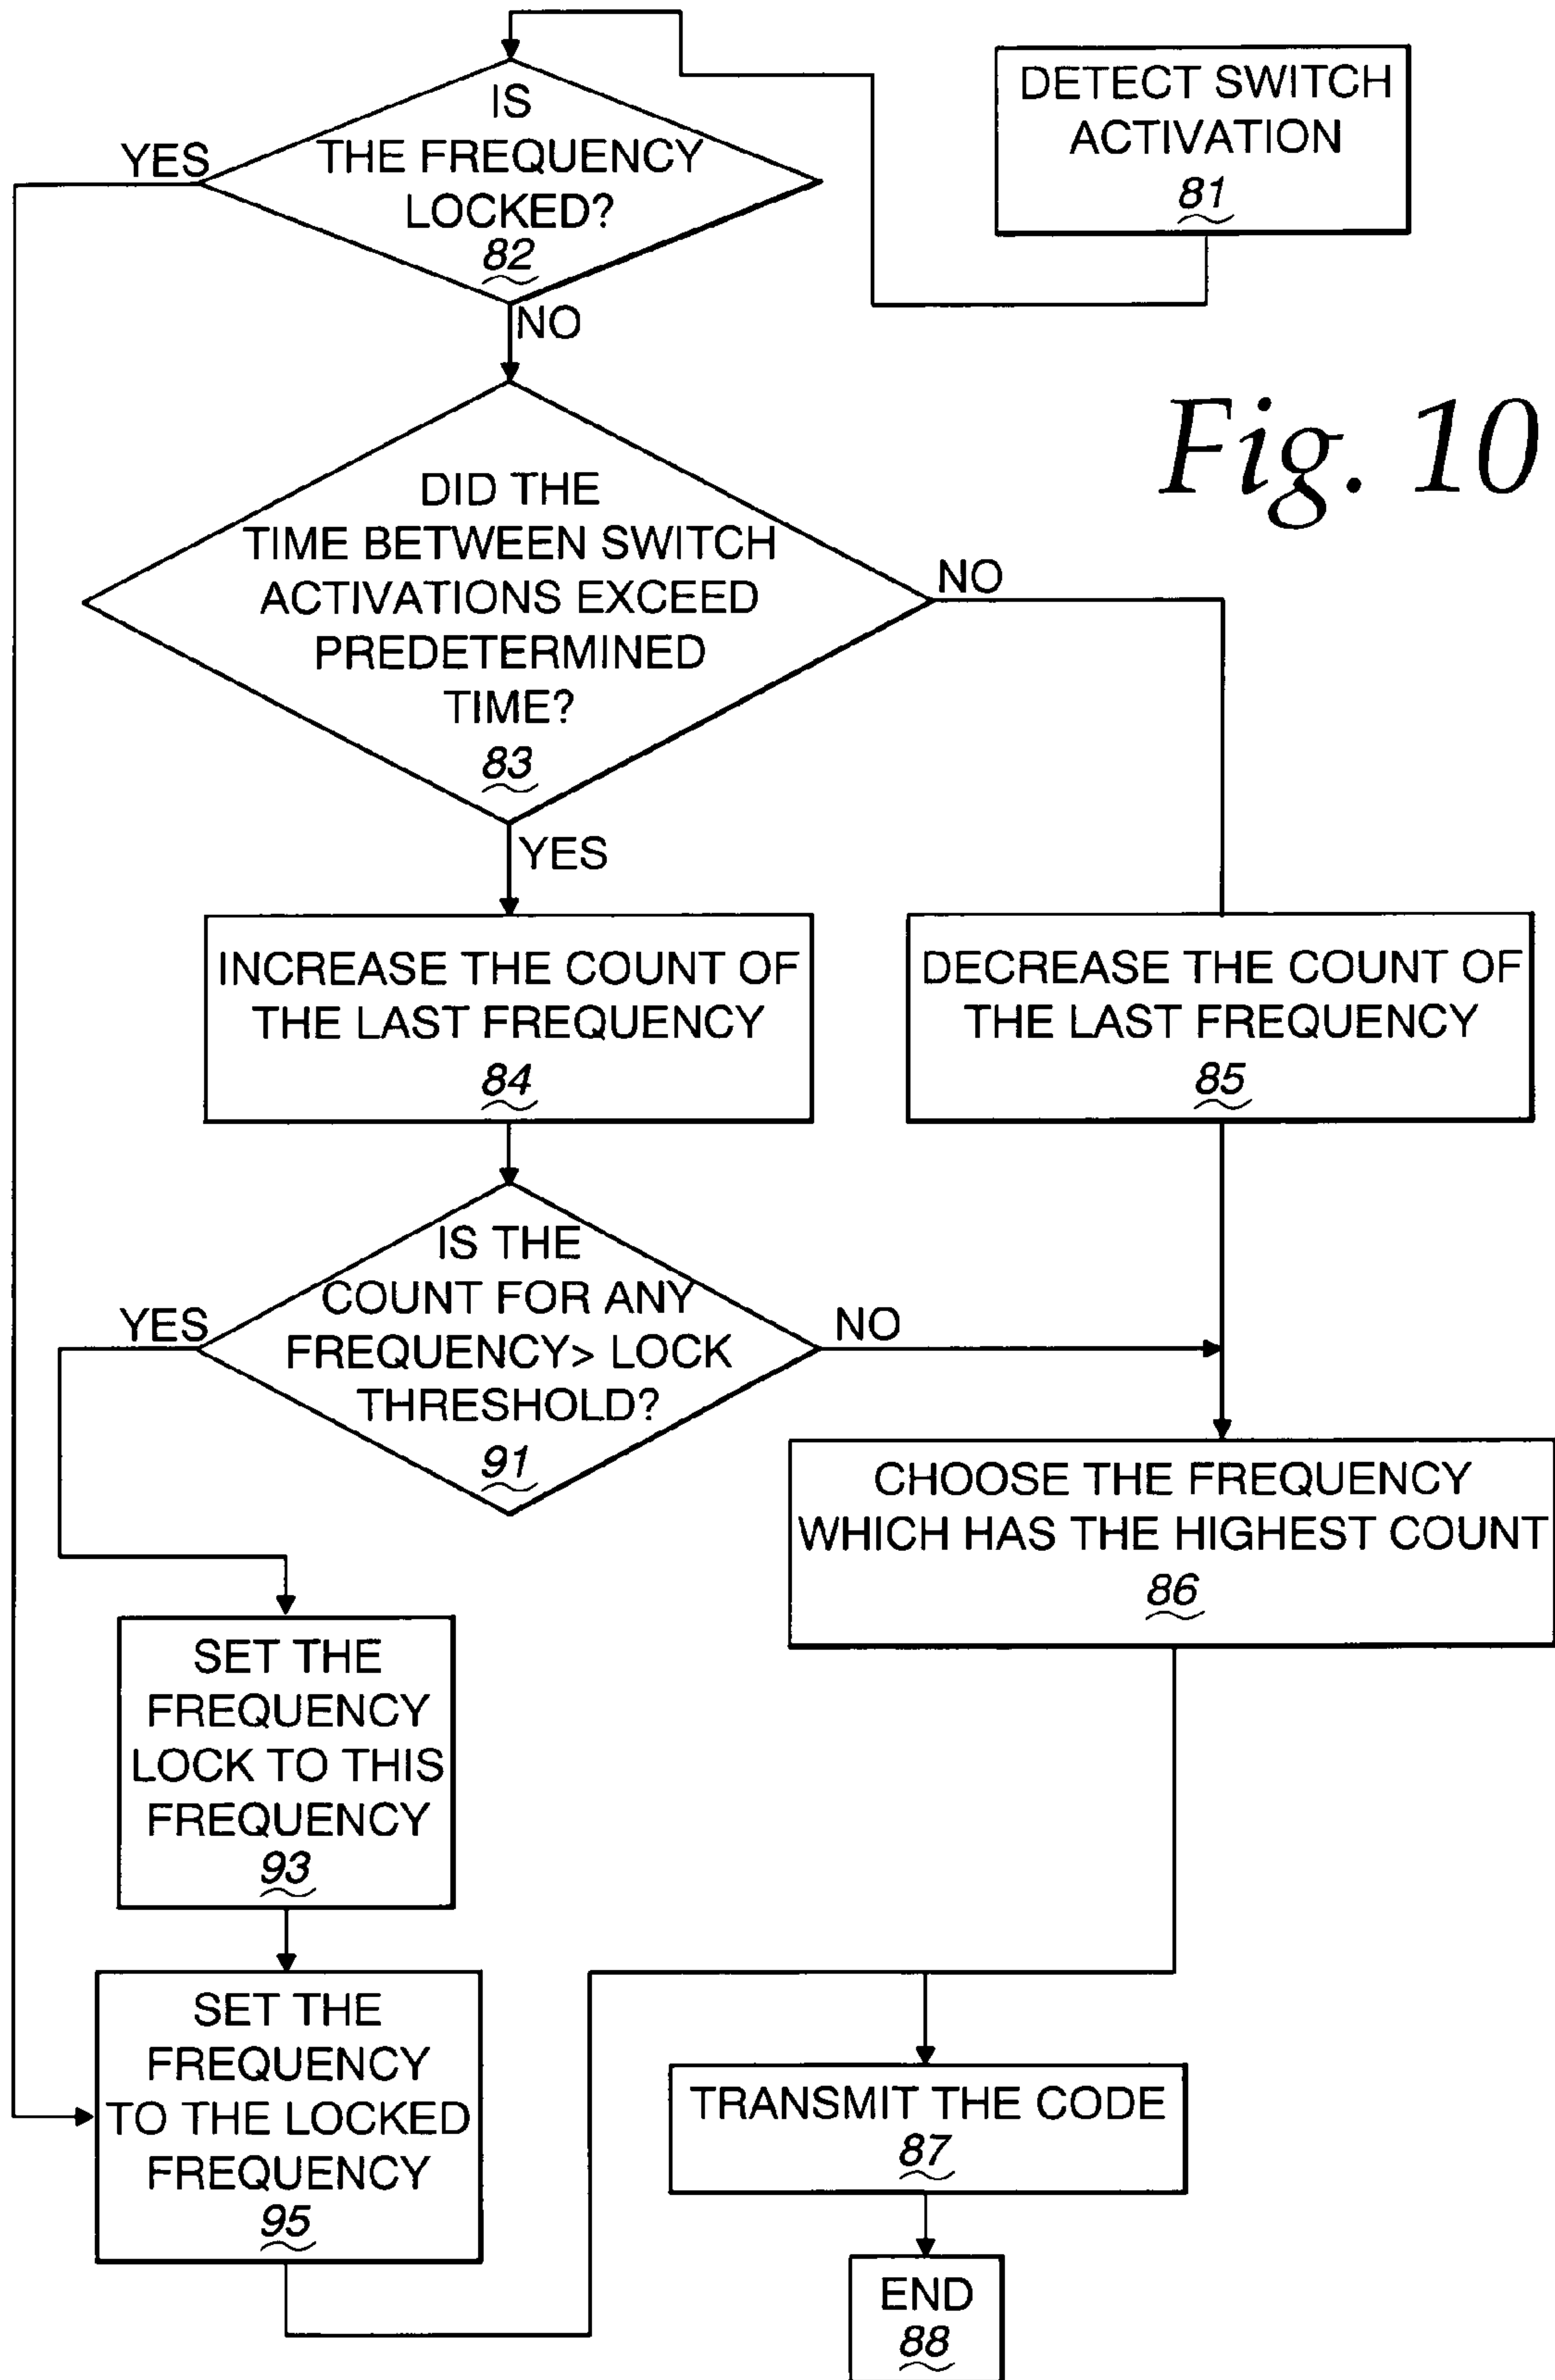 DETECT SWITCH
ACTIVATION
81
IS
THE FREQUENCY
LOCKED?
82
YES
NO
Fig. 10
DID THE
TIME BETWEEN SWITCH
ACTIVATIONS EXCEED
PREDETERMINED
TIME?
83
NO
YES
INCREASE THE COUNT OF
THE LAST FREQUENCY
84
DECREASE THE COUNT OF
THE LAST FREQUENCY
85
IS THE
COUNT FOR ANY
FREQUENCY> LOCK
THRESHOLD?
91
YES
NO
CHOOSE THE FREQUENCY
WHICH HAS THE HIGHEST COUNT
86
SET THE
FREQUENCY
LOCK TO THIS
FREQUENCY
93
SET THE
FREQUENCY
TO THE LOCKED
FREQUENCY
95
TRANSMIT THE CODE
87
END
88